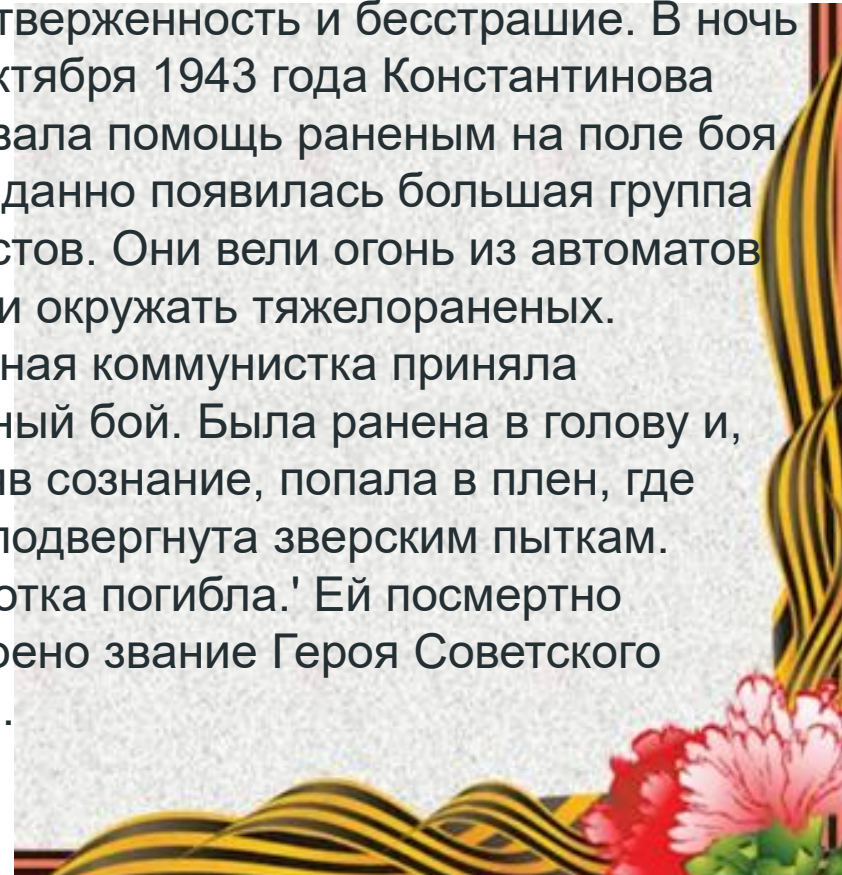 тверженность и бесстрашие. В ночь
ктября 1943 года Константинова
вала помощь раненым на поле боя
данно появилась большая группа
стов. Они вели огонь из автоматов
и окружать тяжелораненых.
ная коммунистка приняла
ный бой. Была ранена в голову и,
ив сознание, попала в плен, где
подвергнута зверским пыткам.
отка погибла.' Ей посмертно
оено звание Героя Советского
.